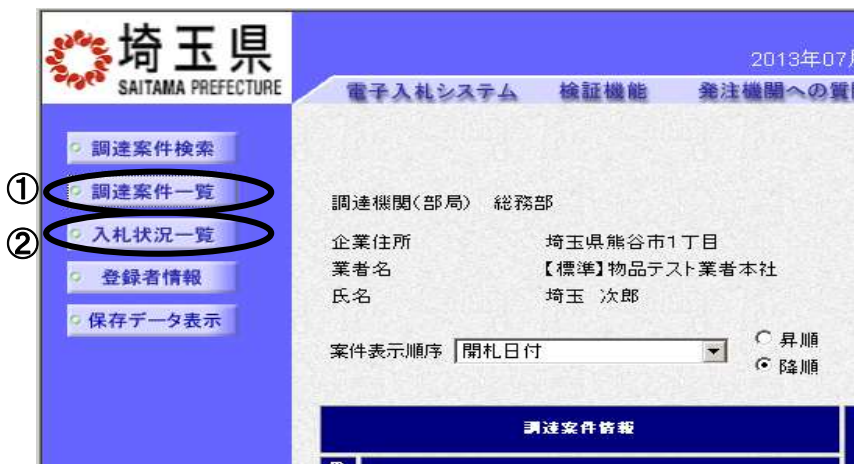 埼玉県
SAITAMA PREFECTURE
2013年07月
電子入札システム 検証機能 発注機関への質問
調達案件検索
① 調達案件一覧
② 入札状況一覧
登録者情報
保存データ表示
調達機関(部局) 総務部
企業住所 埼玉県熊谷市1丁目
業者名 【標準】物品テスト業者本社
氏名 埼玉 次郎
案件表示順序 開札日付
昇順
降順
調達案件情報